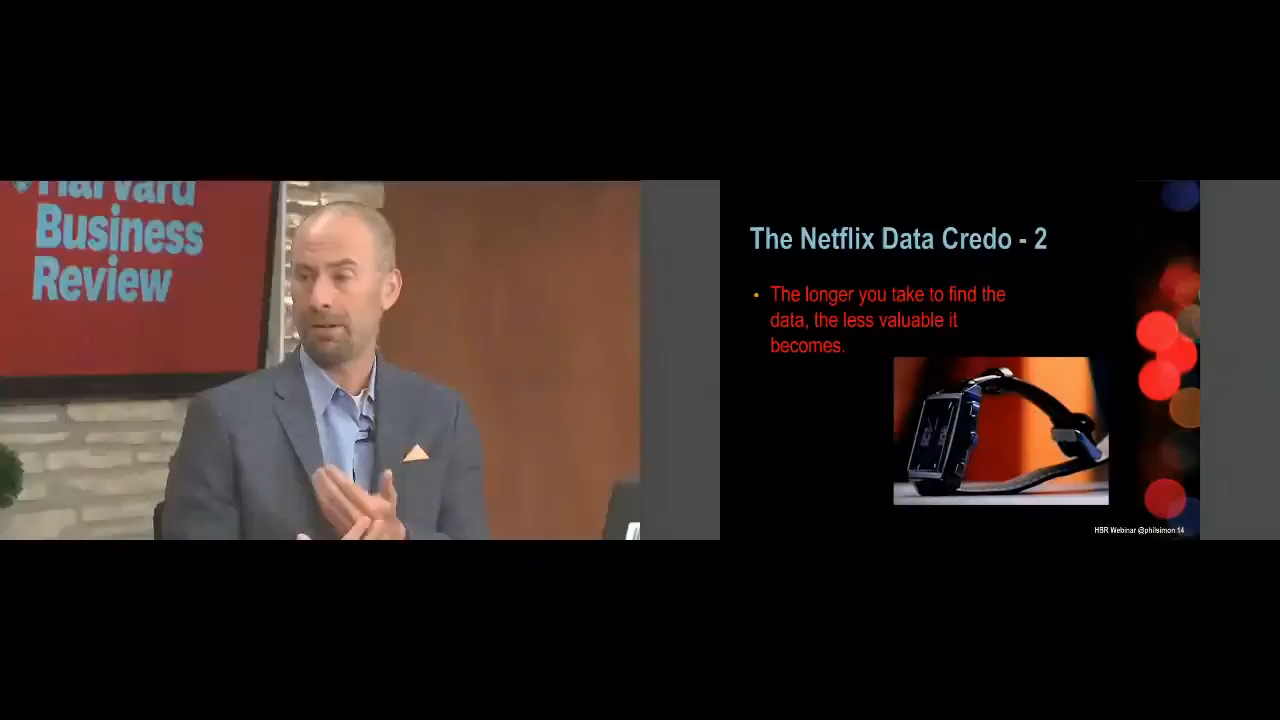 Harvard
Business
Review
The Netflix Data Credo - 2
• The longer you take to find the
data, the less valuable it
becomes.
HBR Webinar @philsimon 14